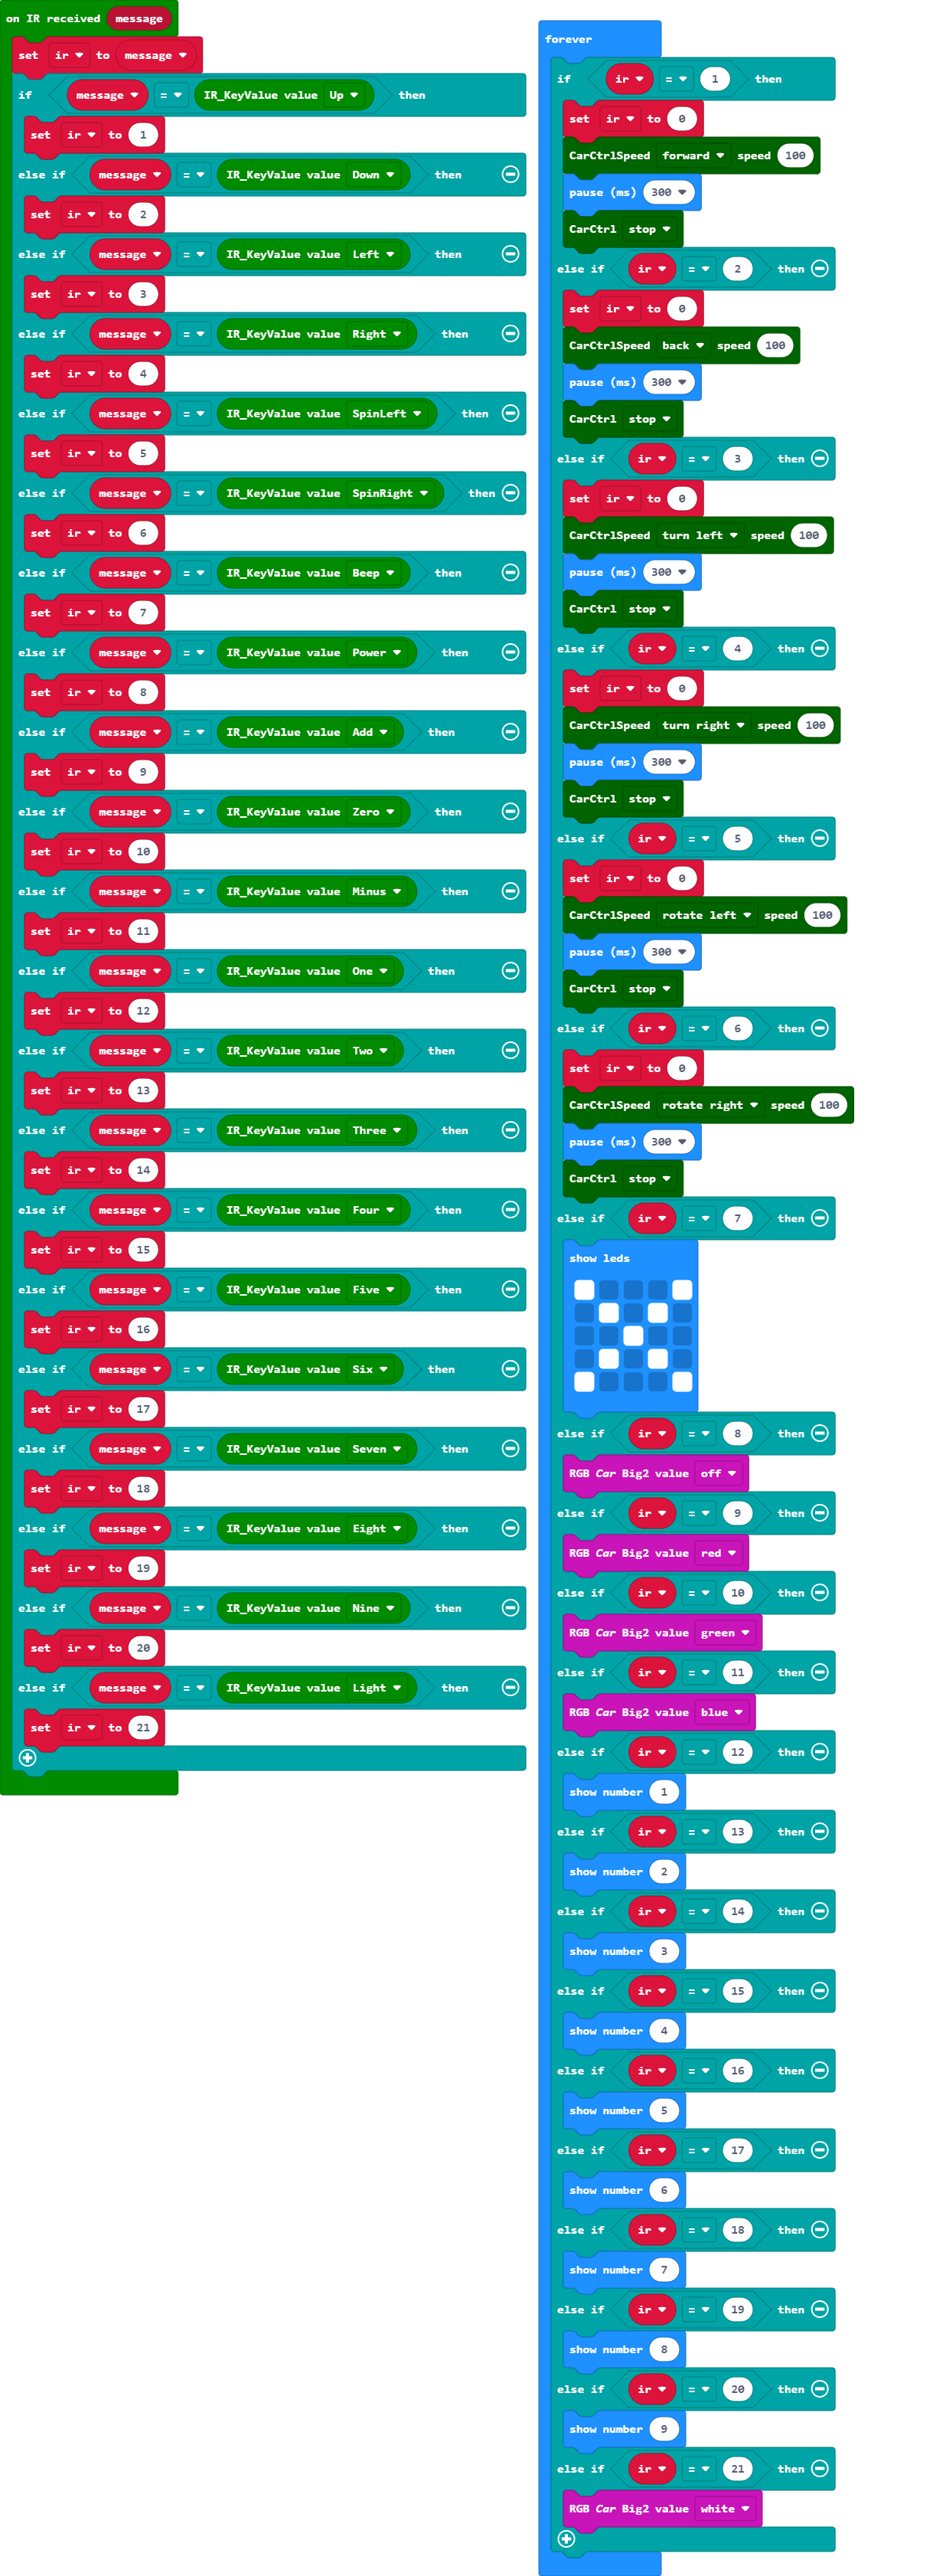 on IR received message
set ir to message
if message = IR_KeyValue value Up then
set ir to 1
else if message = IR_KeyValue value Down then
set ir to 2
else if message = IR_KeyValue value Left then
set ir to 3
else if message = IR_KeyValue value Right then
set ir to 4
else if message = IR_KeyValue value SpinLeft then
set ir to 5
else if message = IR_KeyValue value SpinRight then
set ir to 6
else if message = IR_KeyValue value Beep then
set ir to 7
else if message = IR_KeyValue value Power then
set ir to 8
else if message = IR_KeyValue value Add then
set ir to 9
else if message = IR_KeyValue value Zero then
set ir to 10
else if message = IR_KeyValue value Minus then
set ir to 11
else if message = IR_KeyValue value One then
set ir to 12
else if message = IR_KeyValue value Two then
set ir to 13
else if message = IR_KeyValue value Three then
set ir to 14
else if message = IR_KeyValue value Four then
set ir to 15
else if message = IR_KeyValue value Five then
set ir to 16
else if message = IR_KeyValue value Six then
set ir to 17
else if message = IR_KeyValue value Seven then
set ir to 18
else if message = IR_KeyValue value Eight then
set ir to 19
else if message = IR_KeyValue value Nine then
set ir to 20
else if message = IR_KeyValue value Light then
set ir to 21
forever
if ir = 1 then
set ir to 0
CarCtrlSpeed forward speed 100
pause (ms) 300
CarCtrl stop
else if ir = 2 then
set ir to 0
CarCtrlSpeed back speed 100
pause (ms) 300
CarCtrl stop
else if ir = 3 then
set ir to 0
CarCtrlSpeed turn left speed 100
pause (ms) 300
CarCtrl stop
else if ir = 4 then
set ir to 0
CarCtrlSpeed turn right speed 100
pause (ms) 300
CarCtrl stop
else if ir = 5 then
set ir to 0
CarCtrlSpeed rotate left speed 100
pause (ms) 300
CarCtrl stop
else if ir = 6 then
set ir to 0
CarCtrlSpeed rotate right speed 100
pause (ms) 300
CarCtrl stop
else if ir = 7 then
show leds
else if ir = 8 then
RGB Car Big2 value off
else if ir = 9 then
RGB Car Big2 value red
else if ir = 10 then
RGB Car Big2 value green
else if ir = 11 then
RGB Car Big2 value blue
else if ir = 12 then
show number 1
else if ir = 13 then
show number 2
else if ir = 14 then
show number 3
else if ir = 15 then
show number 4
else if ir = 16 then
show number 5
else if ir = 17 then
show number 6
else if ir = 18 then
show number 7
else if ir = 19 then
show number 8
else if ir = 20 then
show number 9
else if ir = 21 then
RGB Car Big2 value white